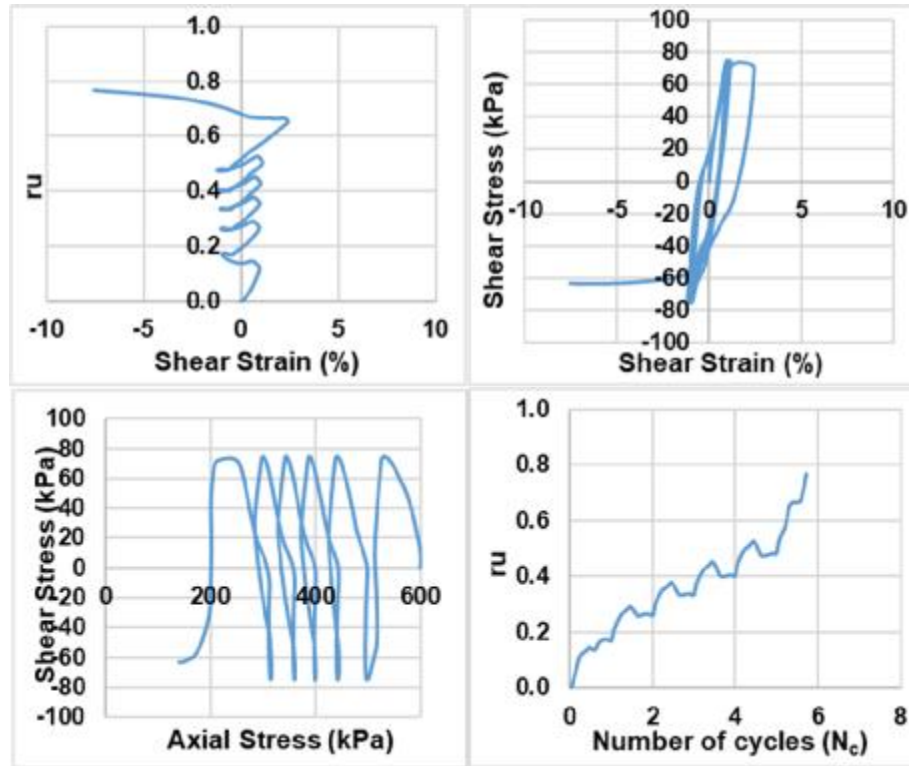 1.0
0.8
0.6
0.4
0.2
0.0
-10 -5 0 5 10
ru
Shear Strain (%)
100
80
60
40
20
0
-20
-40
-60
-80
-100
-10 -5 0 5 10
Shear Stress (kPa)
Shear Strain (%)
100
80
60
40
20
0
-20
-40
-60
-80
-100
0 200 400 600
Shear Stress (kPa)
Axial Stress (kPa)
1.0
0.8
0.6
0.4
0.2
0.0
0 2 4 6 8
ru
Number of cycles (Nc)